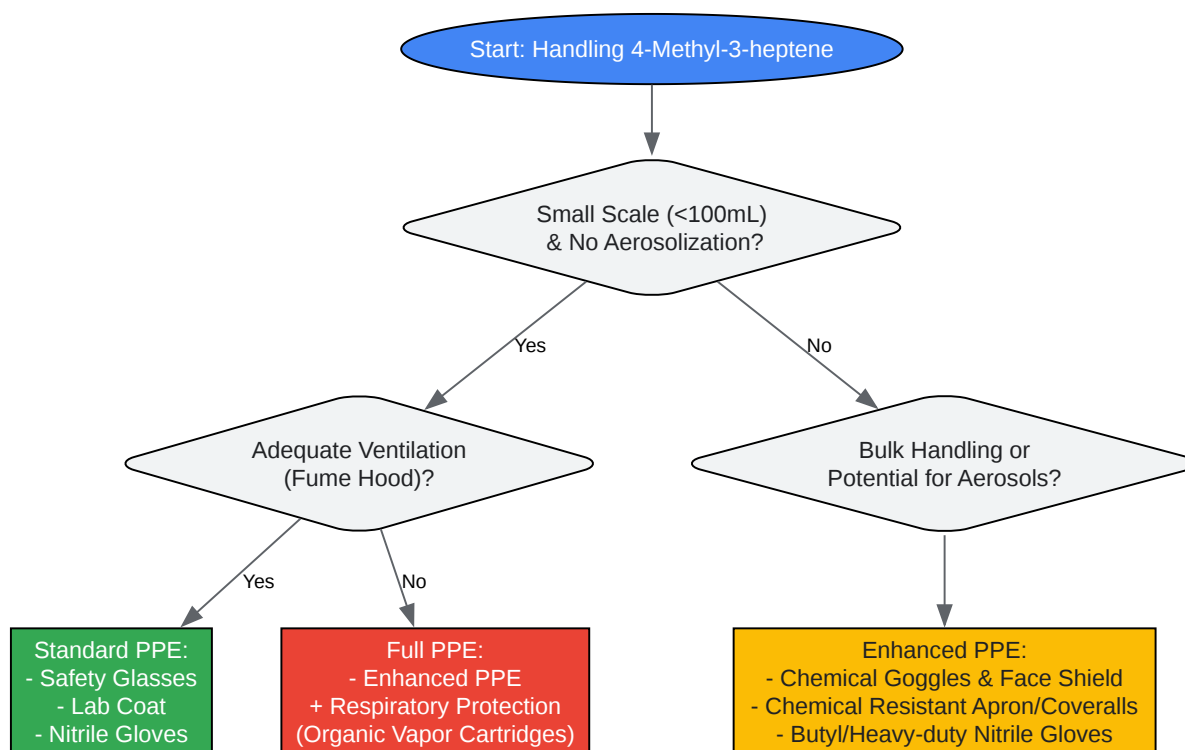 Start: Handling 4-Methyl-3-heptene
Small Scale (<100mL)
& No Aerosolization?
Yes
No
Adequate Ventilation
(Fume Hood)?
Bulk Handling or
Potential for Aerosols?
Yes
No
Standard PPE:
- Safety Glasses
- Lab Coat
- Nitrile Gloves
Full PPE:
- Enhanced PPE
+ Respiratory Protection
(Organic Vapor Cartridges)
Enhanced PPE:
- Chemical Goggles & Face Shield
- Chemical Resistant Apron/Coveralls
- Butyl/Heavy-duty Nitrile Gloves